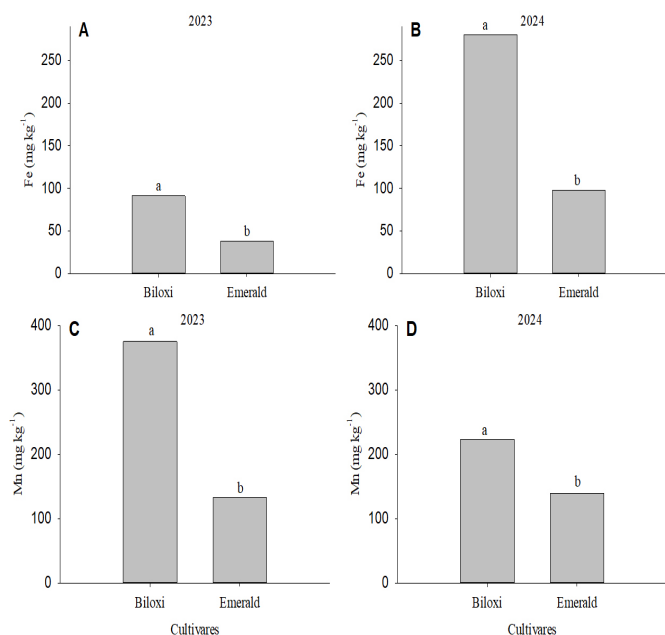 A
2023
a
b
Fe (mg kg⁻¹)
250
200
150
100
50
0
Biloxi Emerald
B
2024
a
b
Fe (mg kg⁻¹)
250
200
150
100
50
0
Biloxi Emerald
C
2023
a
b
Mn (mg kg⁻¹)
400
300
200
100
0
Biloxi Emerald
Cultivares
D
2024
a
b
Mn (mg kg⁻¹)
400
300
200
100
0
Biloxi Emerald
Cultivares